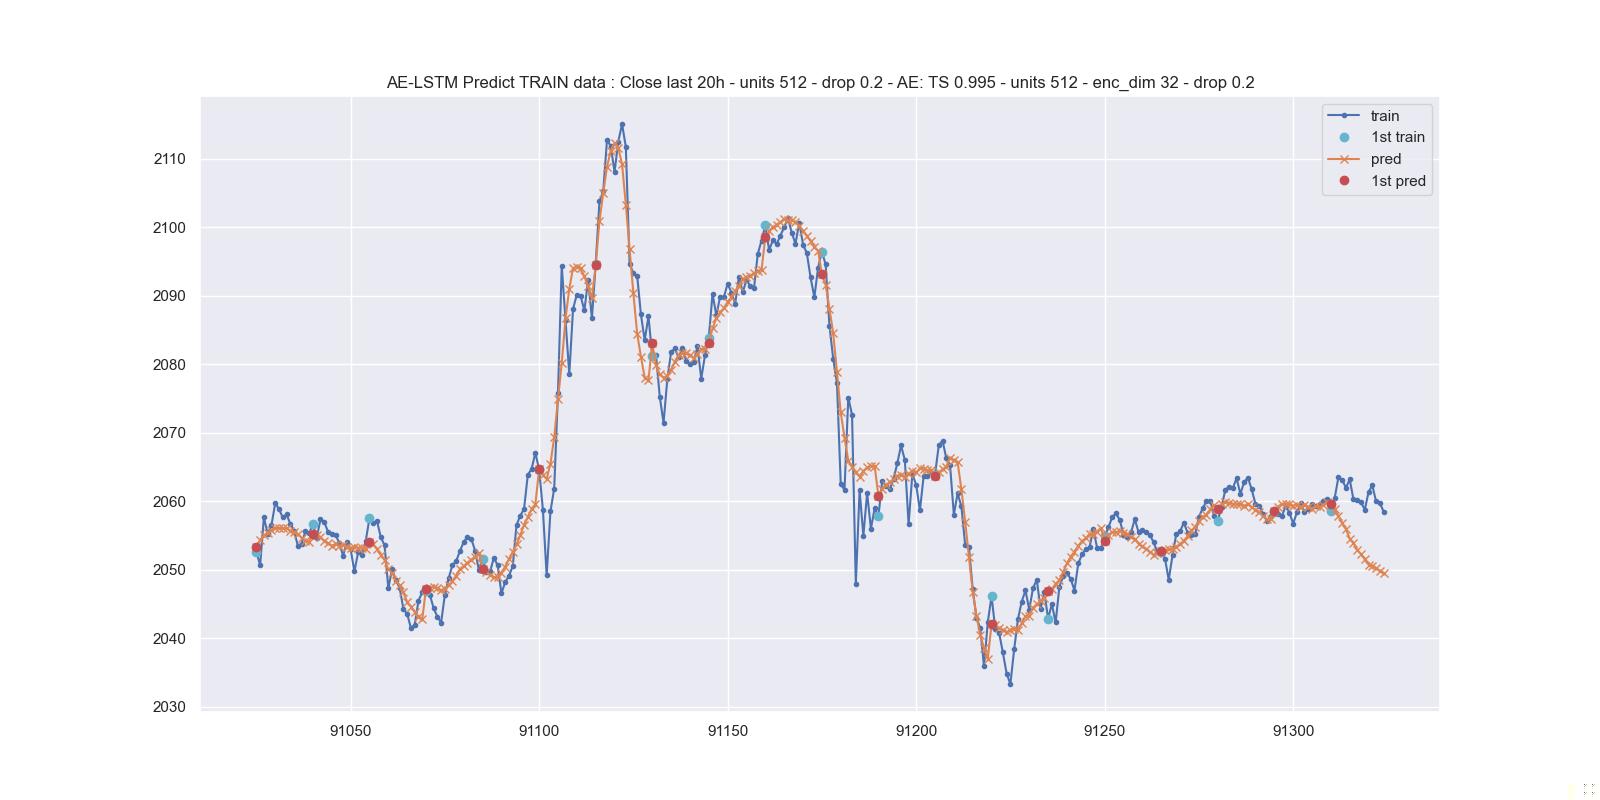 AE-LSTM Predict TRAIN data : Close last 20h - units 512 - drop 0.2 - AE: TS 0.995 - units 512 - enc_dim 32 - drop 0.2
train
1st train
pred
1st pred
2110
2100
2090
2080
2070
2060
2050
2040
2030
91050 91100 91150 91200 91250 91300